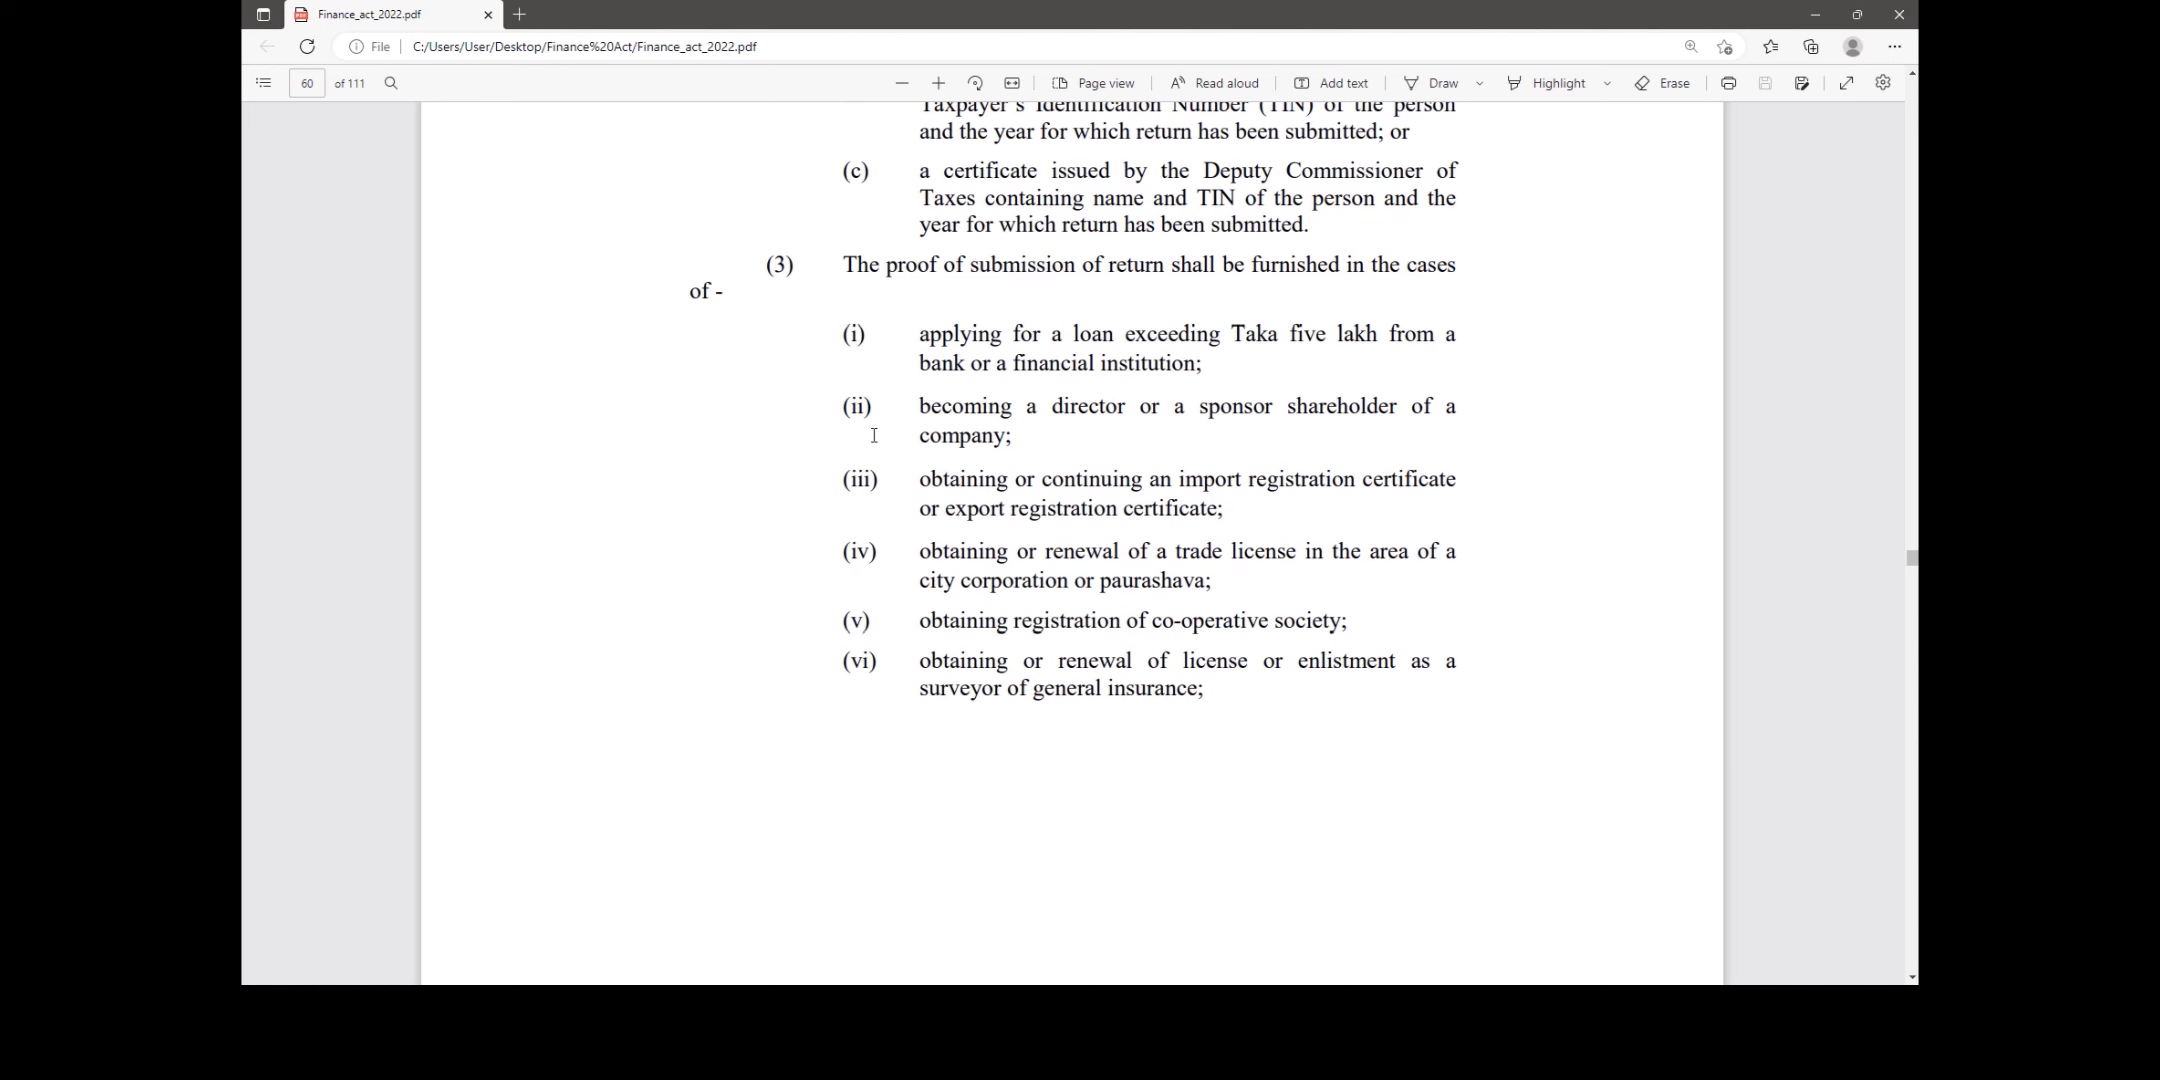 Finance_act_2022.pdf
File C:/Users/User/Desktop/Finance%20Act/Finance_act_2022.pdf
60 of 111 Page view Read aloud Add text Draw Highlight Erase
Taxpayer's Identification Number (TIN) of the person
and the year for which return has been submitted; or
(c) a certificate issued by the Deputy Commissioner of
Taxes containing name and TIN of the person and the
year for which return has been submitted.
(3) The proof of submission of return shall be furnished in the cases
of -
(i) applying for a loan exceeding Taka five lakh from a
bank or a financial institution;
(ii) becoming a director or a sponsor shareholder of a
company;
(iii) obtaining or continuing an import registration certificate
or export registration certificate;
(iv) obtaining or renewal of a trade license in the area of a
city corporation or paurashava;
(v) obtaining registration of co-operative society;
(vi) obtaining or renewal of license or enlistment as a
surveyor of general insurance;